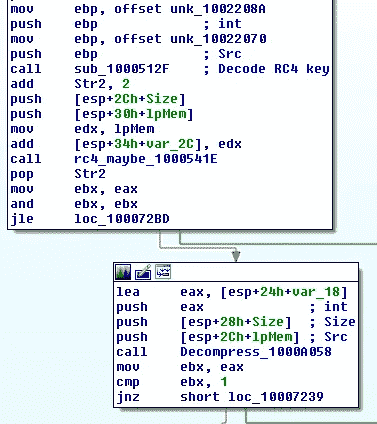 mov ebp, offset unk_1002208A
push ebp ; int
mov ebp, offset unk_10022070
push ebp ; Src
call sub_1000512F ; Decode RC4 key
add Str2, 2
push [esp+2Ch+Size]
push [esp+30h+lpMem]
mov edx, lpMem
add [esp+34h+var_2C], edx
call rc4_maybe_1000541E
pop Str2
mov ebx, eax
and ebx, ebx
jle loc_100072BD
lea eax, [esp+24h+var_18]
push eax ; int
push [esp+28h+Size] ; Size
push [esp+2Ch+lpMem] ; Src
call Decompress_1000A058
mov ebx, eax
cmp ebx, 1
jnz short loc_10007239